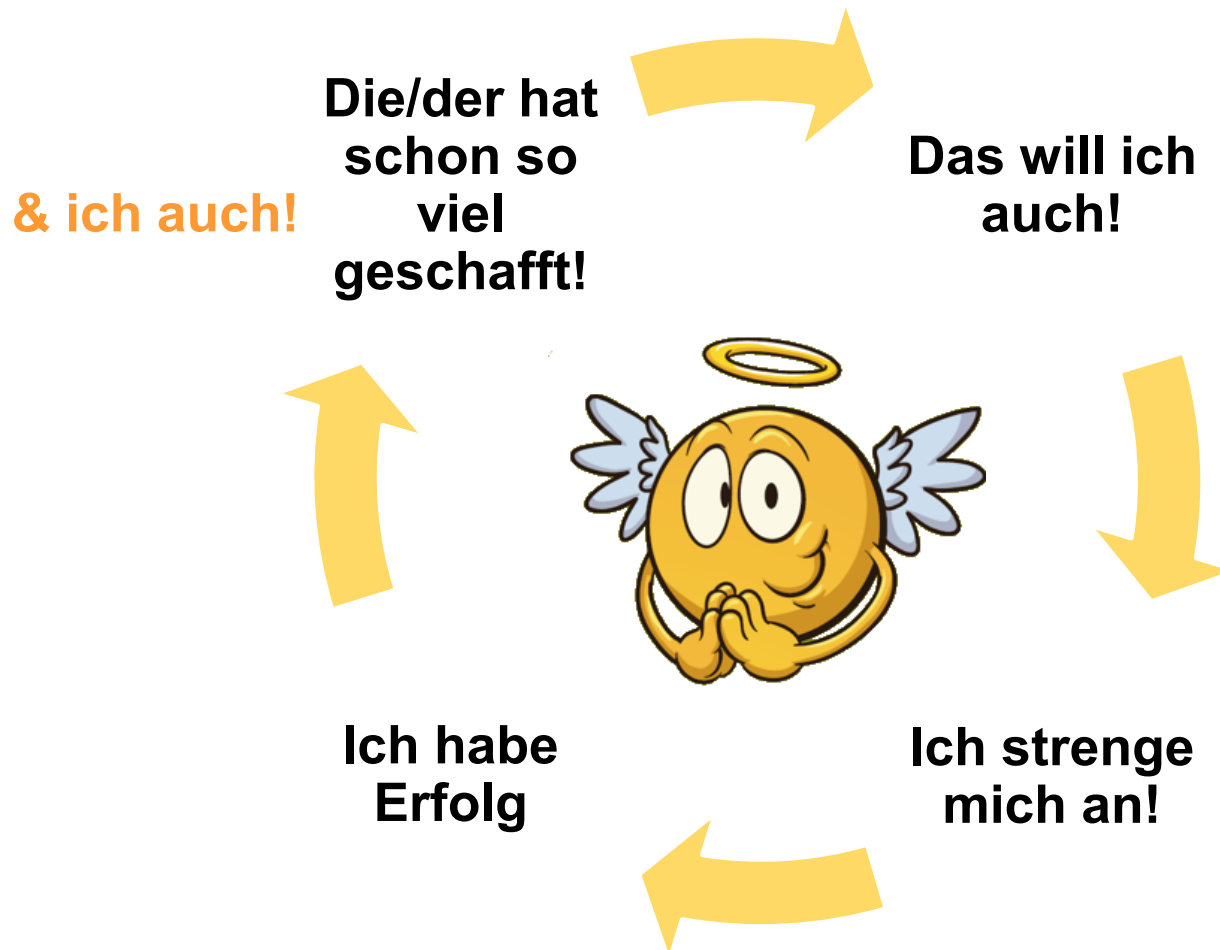 Die/der hat
schon so
viel
geschafft!
& ich auch!
Das will ich
auch!
Ich strenge
mich an!
Ich habe
Erfolg